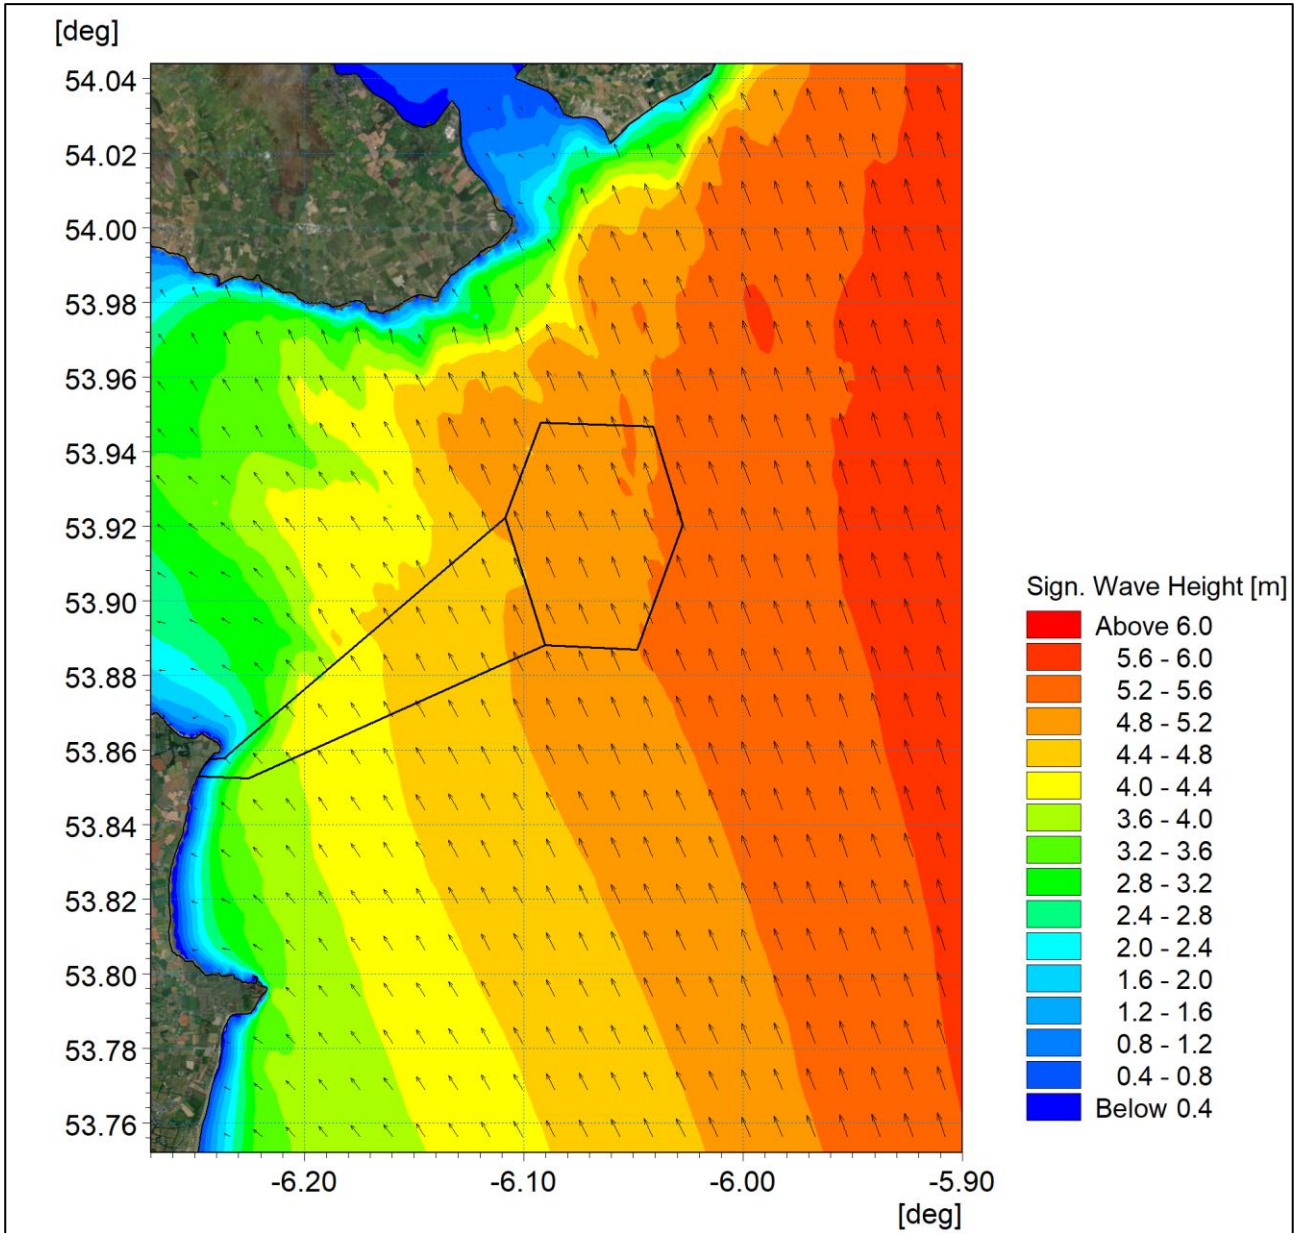 [deg]
54.04
54.02
54.00
53.98
53.96
53.94
53.92
53.90
53.88
53.86
53.84
53.82
53.80
53.78
53.76
-6.20 -6.10 -6.00 -5.90
[deg]
Sign. Wave Height [m]
Above 6.0
5.6 - 6.0
5.2 - 5.6
4.8 - 5.2
4.4 - 4.8
4.0 - 4.4
3.6 - 4.0
3.2 - 3.6
2.8 - 3.2
2.4 - 2.8
2.0 - 2.4
1.6 - 2.0
1.2 - 1.6
0.8 - 1.2
0.4 - 0.8
Below 0.4